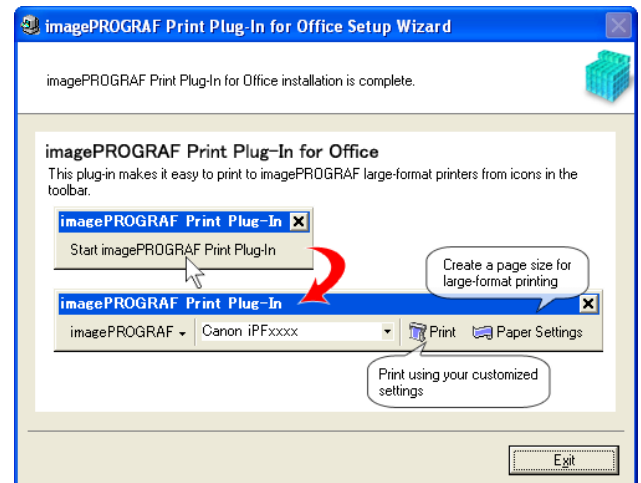 imagePROGRAF Print Plug-In for Office Setup Wizard
imagePROGRAF Print Plug-In for Office installation is complete.
imagePROGRAF Print Plug-In for Office
This plug-in makes it easy to print to imagePROGRAF large-format printers from icons in the
toolbar.
imagePROGRAF Print Plug-In
Start imagePROGRAF Print Plug-In
Create a page size for
large-format printing
imagePROGRAF Print Plug-In
imagePROGRAF
Canon iPFxxxx
Print
Paper Settings
Print using your customized
settings
Exit